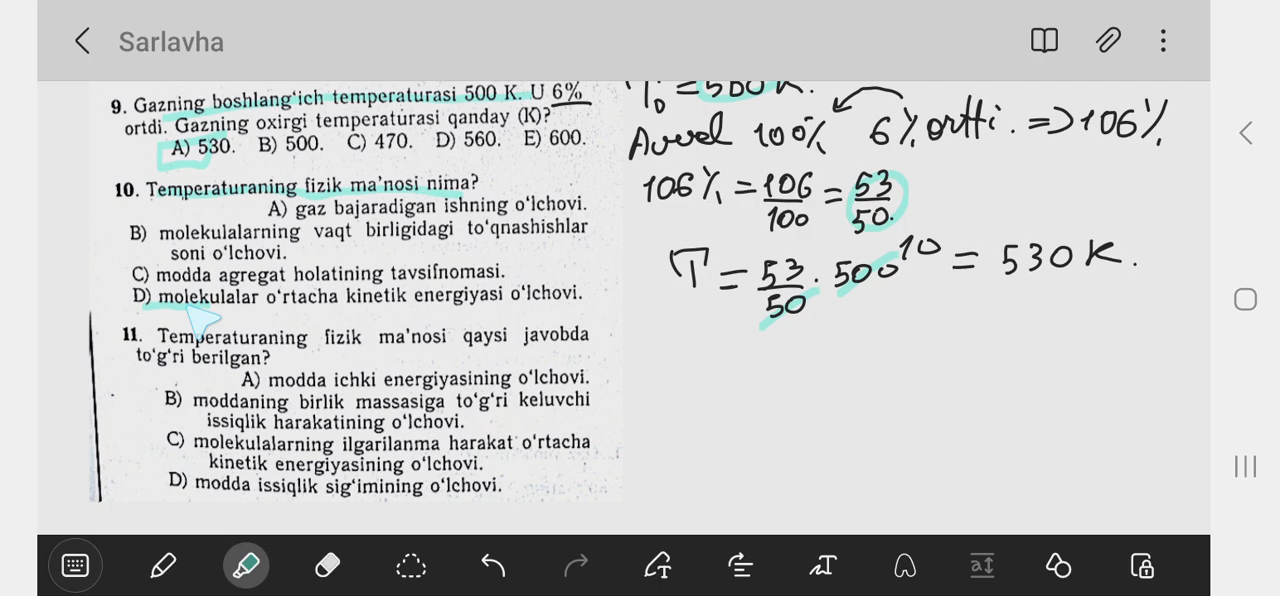 Sarlavha
9. Gazning boshlang‘ich temperaturasi 500 K. U 6%
ortdi. Gazning oxirgi temperaturasi qanday (K)?
A) 530. B) 500. C) 470. D) 560. E) 600.
10. Temperaturaning fizik ma’nosi nima?
A) gaz bajaradigan ishning o‘lchovi.
B) molekulalarning vaqt birligidagi to‘qnashishlar
soni o‘lchovi.
C) modda agregat holatining tavsifnomasi.
D) molekulalar o‘rtacha kinetik energiyasi o‘lchovi.
11. Temperaturaning fizik ma’nosi qaysi javobda
to‘g‘ri berilgan?
A) modda ichki energiyasining o‘lchovi.
B) moddaning birlik massasiga to‘g‘ri keluvchi
issiqlik harakatining o‘lchovi.
C) molekulalarning ilgarilanma harakat o‘rtacha
kinetik energiyasining o‘lchovi.
D) modda issiqlik sig‘imining o‘lchovi.
T₀ = 500 K.
Avval 100% 6% ortti. => 106%
106% = 106/100 = 53/50.
T = 53/50 · 500 10 = 530 K.